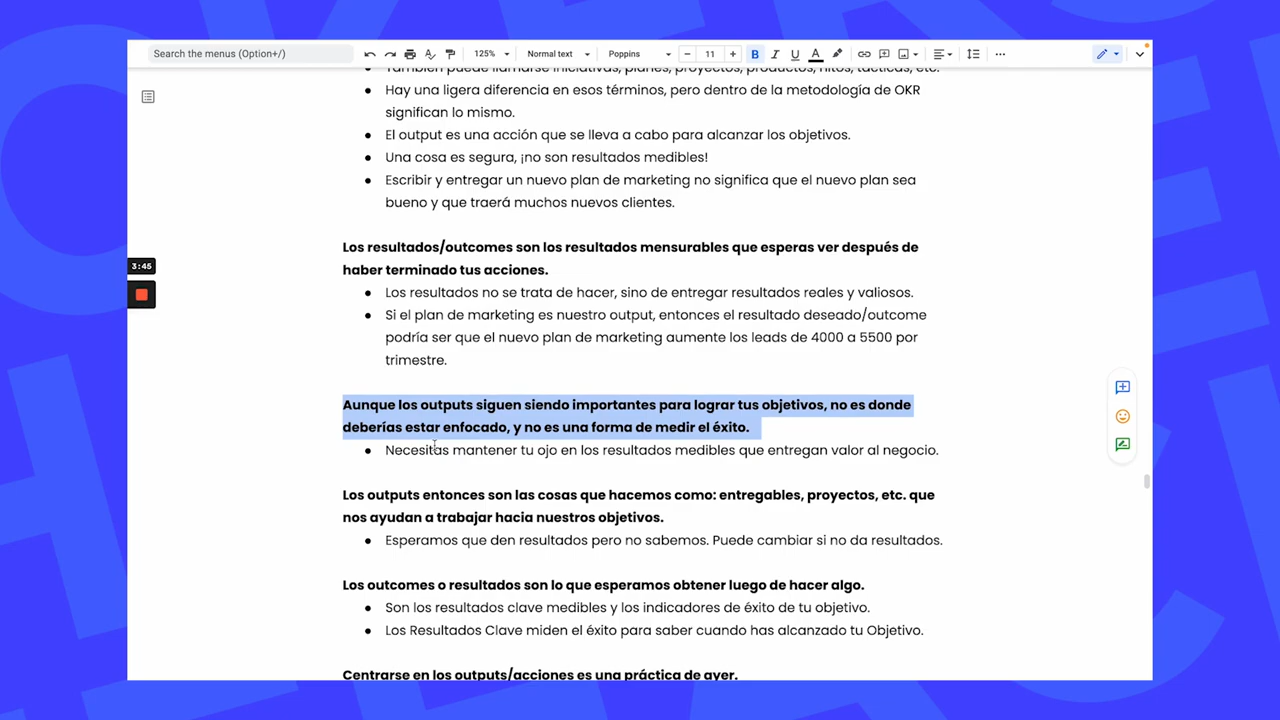 Search the menus (Option+/)
125%
Normal text
Poppins
11
B
I
U
A
También puede llamarse iniciativas, planes, proyectos, productos, hitos, tácticas, etc.
Hay una ligera diferencia en esos términos, pero dentro de la metodología de OKR
significan lo mismo.
El output es una acción que se lleva a cabo para alcanzar los objetivos.
Una cosa es segura, ¡no son resultados medibles!
Escribir y entregar un nuevo plan de marketing no significa que el nuevo plan sea
bueno y que traerá muchos nuevos clientes.
Los resultados/outcomes son los resultados mensurables que esperas ver después de
haber terminado tus acciones.
3:45
Los resultados no se trata de hacer, sino de entregar resultados reales y valiosos.
Si el plan de marketing es nuestro output, entonces el resultado deseado/outcome
podría ser que el nuevo plan de marketing aumente los leads de 4000 a 5500 por
trimestre.
Aunque los outputs siguen siendo importantes para lograr tus objetivos, no es donde
deberías estar enfocado, y no es una forma de medir el éxito.
Necesitas mantener tu ojo en los resultados medibles que entregan valor al negocio.
Los outputs entonces son las cosas que hacemos como: entregables, proyectos, etc. que
nos ayudan a trabajar hacia nuestros objetivos.
Esperamos que den resultados pero no sabemos. Puede cambiar si no da resultados.
Los outcomes o resultados son lo que esperamos obtener luego de hacer algo.
Son los resultados clave medibles y los indicadores de éxito de tu objetivo.
Los Resultados Clave miden el éxito para saber cuando has alcanzado tu Objetivo.
Centrarse en los outputs/acciones es una práctica de ayer.